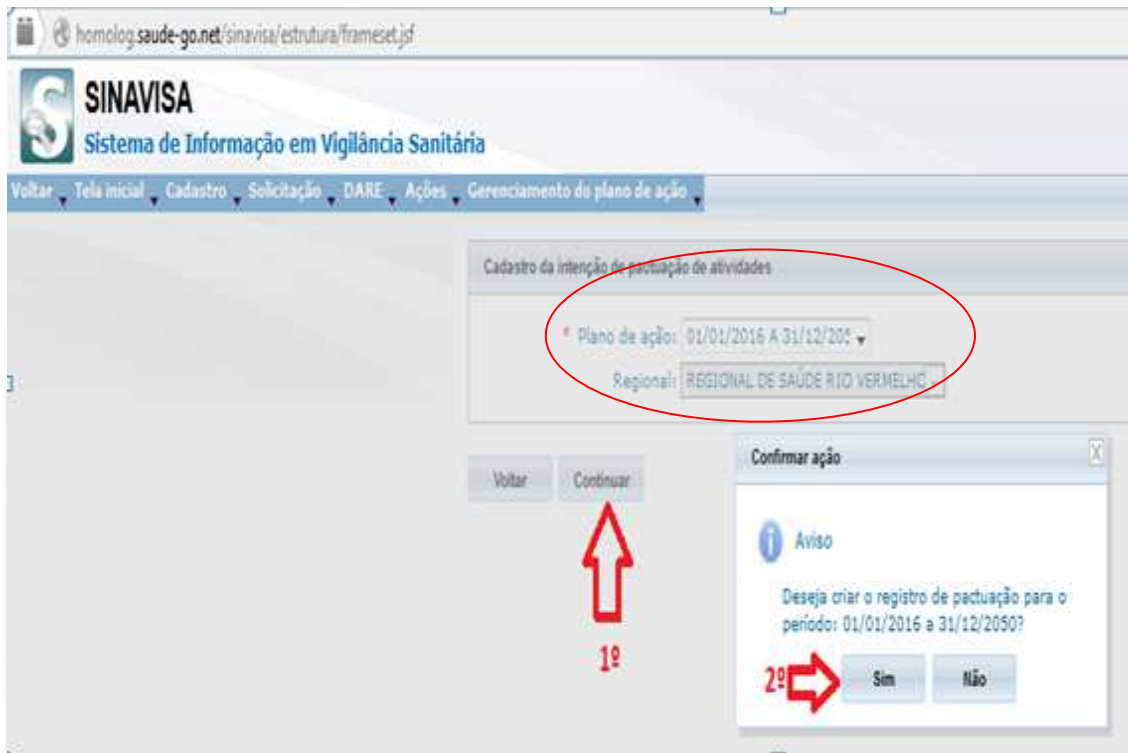 homolog.saude-go.net/sinavisa/estrutura/frameset.jsf
SINAVISA
Sistema de Informação em Vigilância Sanitária
Voltar Tela inicial Cadastro Solicitação DARE Ações Gerenciamento do plano de ação
Cadastro da intenção de pactuação de atividades
* Plano de ação: 01/01/2016 A 31/12/205
Regional: REGIONAL DE SAÚDE RIO VERMELHO
Voltar Continuar
Confirmar ação X
Aviso
Deseja criar o registro de pactuação para o
período: 01/01/2016 a 31/12/2050?
1º
2º Sim Não